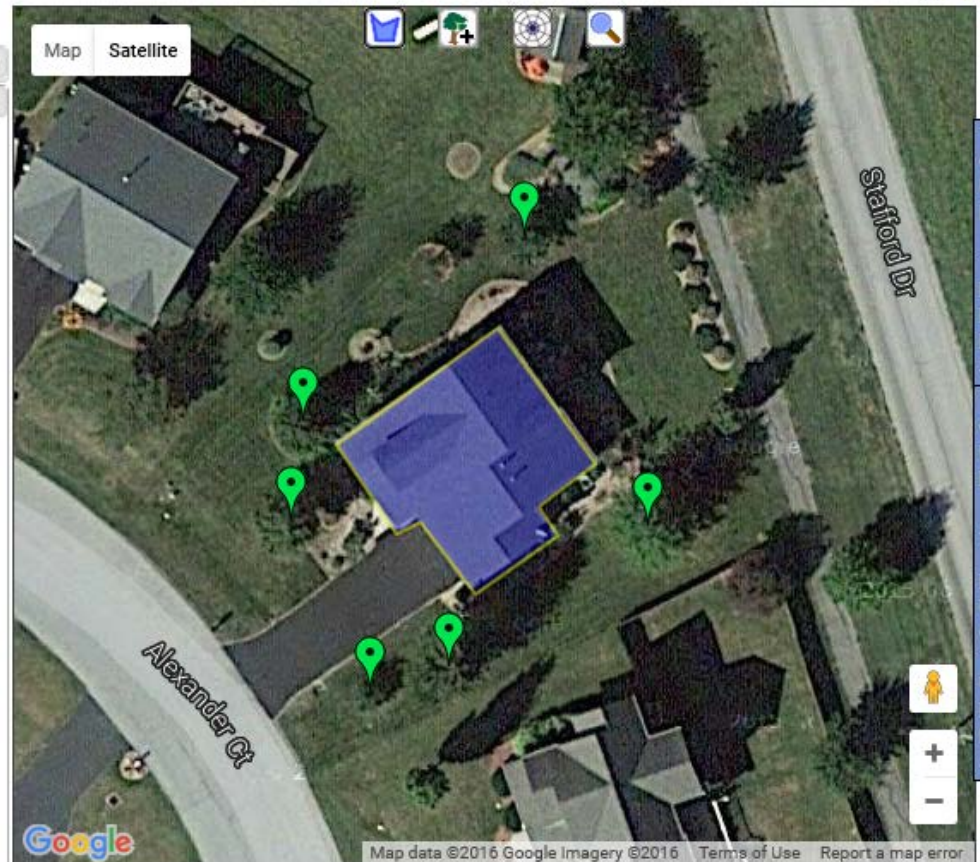 Map Satellite
Stafford Dr
Google
Alexander Ct
+
−
Google
Map data ©2016 Google Imagery ©2016 Terms of Use Report a map error